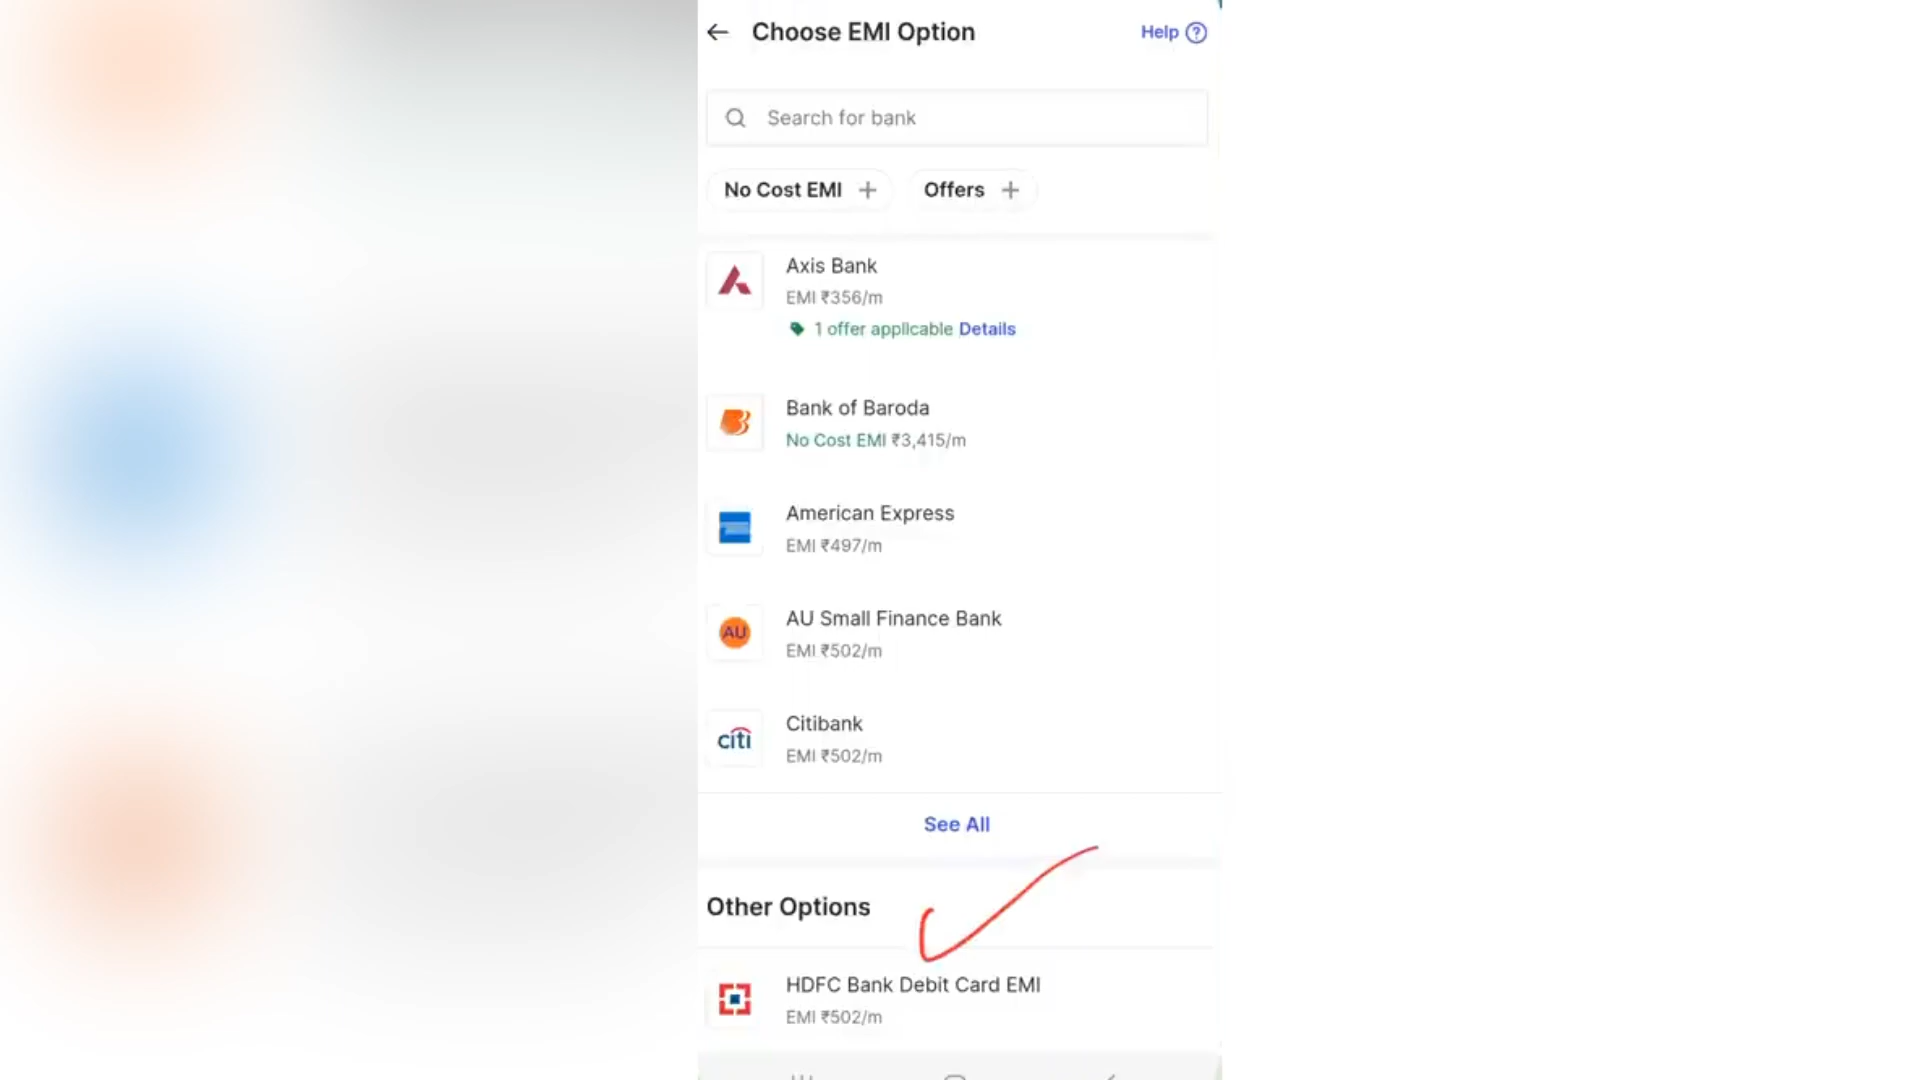 Choose EMI Option
Help
Search for bank
No Cost EMI +
Offers +
Axis Bank
EMI ₹356/m
1 offer applicable Details
Bank of Baroda
No Cost EMI ₹3,415/m
American Express
EMI ₹497/m
AU
AU Small Finance Bank
EMI ₹502/m
citi
Citibank
EMI ₹502/m
See All
Other Options
HDFC Bank Debit Card EMI
EMI ₹502/m